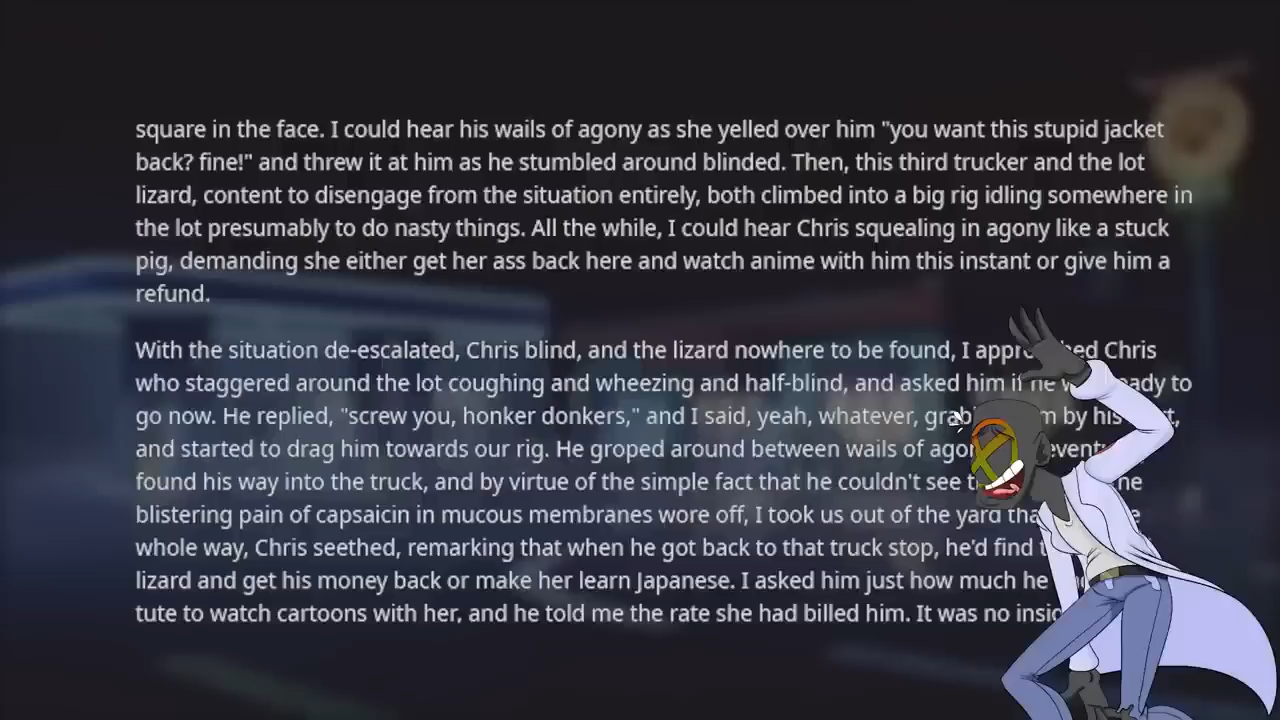 square in the face. I could hear his wails of agony as she yelled over him "you want this stupid jacket
back? fine!" and threw it at him as he stumbled around blinded. Then, this third trucker and the lot
lizard, content to disengage from the situation entirely, both climbed into a big rig idling somewhere in
the lot presumably to do nasty things. All the while, I could hear Chris squealing in agony like a stuck
pig, demanding she either get her ass back here and watch anime with him this instant or give him a
refund.
With the situation de-escalated, Chris blind, and the lizard nowhere to be found, I Chris
who staggered around the lot coughing and wheezing and half-blind, and asked him if he to
go now. He replied, "screw you, honker donkers," and I said, yeah, whatever, by his
and started to drag him towards our rig. He groped around between wails of
found his way into the truck, and by virtue of the simple fact that he couldn't see
blistering pain of capsaicin in mucous membranes wore off, I took us out of the yard
whole way, Chris seethed, remarking that when he got back to that truck stop, he'd find
lizard and get his money back or make her learn Japanese. I asked him just how much he
tute to watch cartoons with her, and he told me the rate she had billed him. It was no